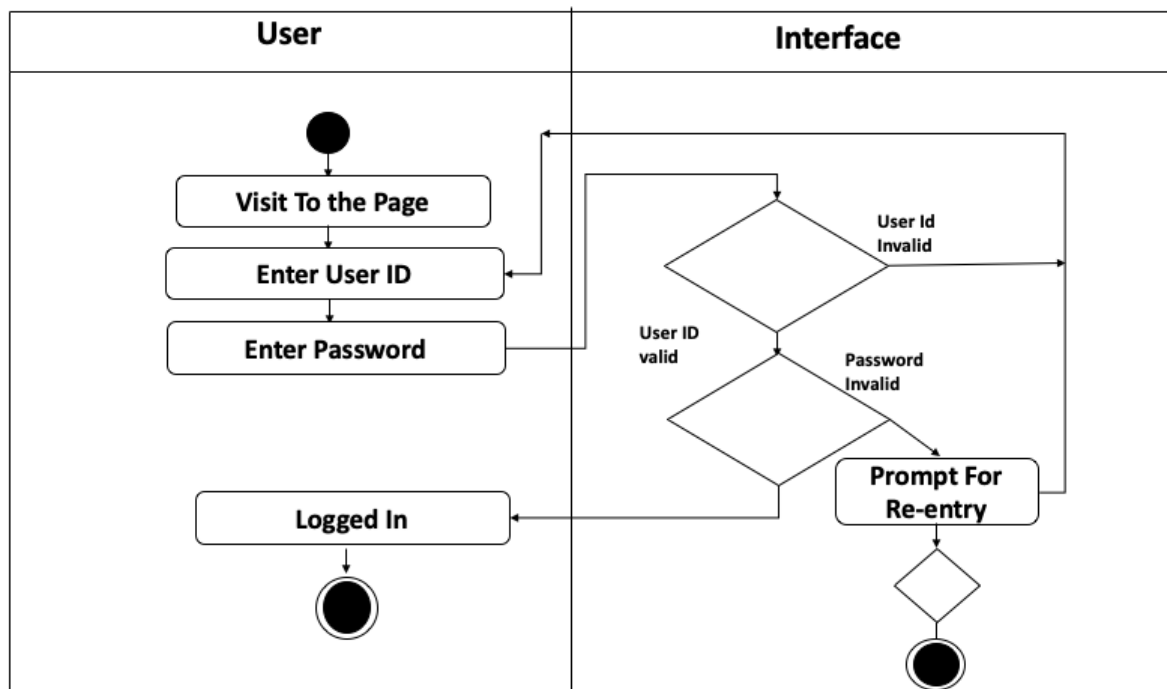 User
Interface
Visit To the Page
User Id
Invalid
Enter User ID
Enter Password
User ID
valid
Password
Invalid
Prompt For
Re-entry
Logged In